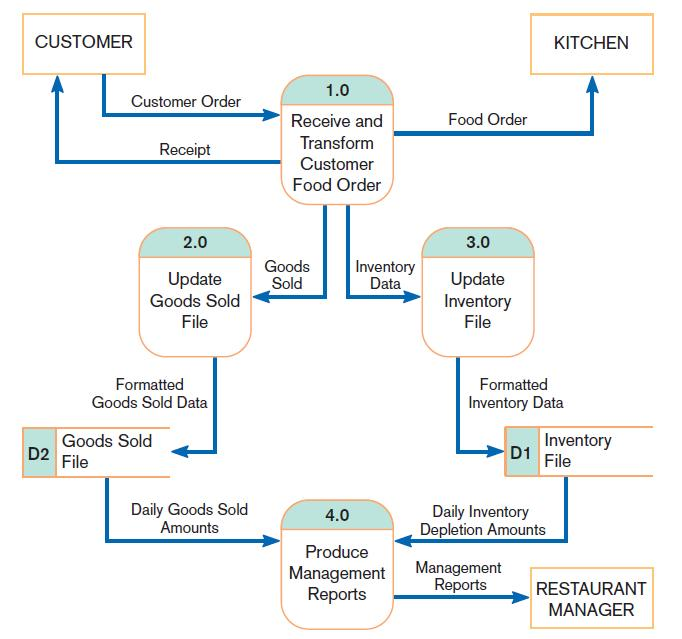 CUSTOMER
KITCHEN
1.0
Customer Order
Receive and
Transform
Customer
Food Order
Food Order
Receipt
2.0
3.0
Goods
Sold
Inventory
Data
Update
Goods Sold
File
Update
Inventory
File
Formatted
Goods Sold Data
Formatted
Inventory Data
D2
Goods Sold
File
D1
Inventory
File
Daily Goods Sold
Amounts
4.0
Daily Inventory
Depletion Amounts
Produce
Management
Reports
Management
Reports
RESTAURANT
MANAGER